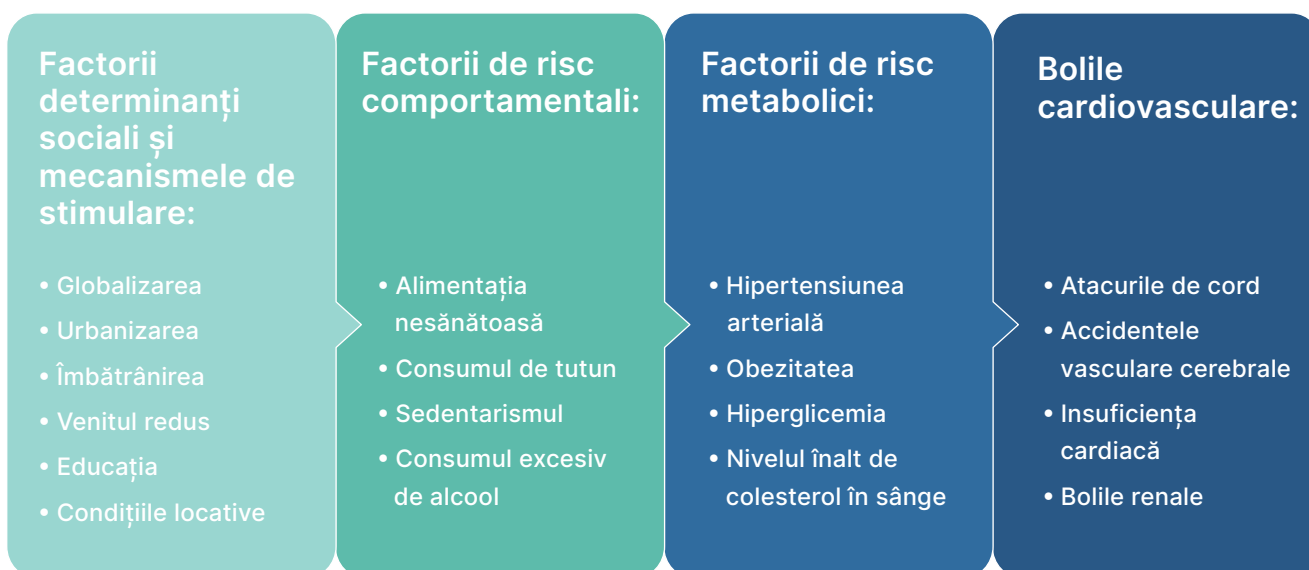 Factorii
determinanți
sociali și
mecanismele de
stimulare:
• Globalizarea
• Urbanizarea
• Îmbătrânirea
• Venitul redus
• Educația
• Condițiile locative
Factorii de risc
comportamentali:
• Alimentația
nesănătoasă
• Consumul de tutun
• Sedentarismul
• Consumul excesiv
de alcool
Factorii de risc
metabolici:
• Hipertensiunea
arterială
• Obezitatea
• Hiperglicemia
• Nivelul înalt de
colesterol în sânge
Bolile
cardiovasculare:
• Atacurile de cord
• Accidentele
vasculare cerebrale
• Insuficiența
cardiacă
• Bolile renale